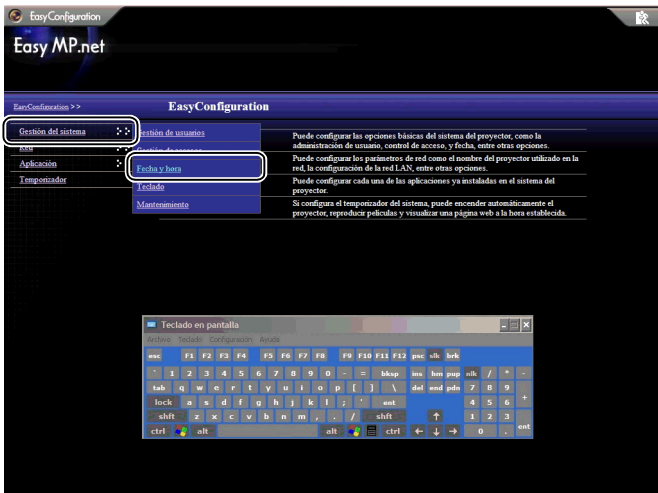 EasyConfiguration
Easy MP.net
EasyConfiguration >> EasyConfiguration
Gestión del sistema
Red
Aplicación
Temporizador
Gestión de usuarios
Gestión de accesos
Fecha y hora
Teclado
Mantenimiento
Puede configurar las opciones básicas del sistema del proyector, como la
administración de usuario, control de acceso, y fecha, entre otras opciones.
Puede configurar los parámetros de red como el nombre del proyector utilizado en la
red, la configuración de la red LAN, entre otras opciones.
Puede configurar cada una de las aplicaciones ya instaladas en el sistema del
proyector.
Si configura el temporizador del sistema, puede encender automáticamente el
proyector, reproducir películas y visualizar una página web a la hora establecida.
Teclado en pantalla
Archivo Teclado Configuración Ayuda
esc F1 F2 F3 F4 F5 F6 F7 F8 F9 F10 F11 F12 psc slk brk
` 1 2 3 4 5 6 7 8 9 0 - = bksp ins hm pup nlk / * -
tab q w e r t y u i o p [ ] \ del end pdn 7 8 9 +
lock a s d f g h j k l ; ' ent 4 5 6
shft z x c v b n m , . / shft ↑ 1 2 3 ent
ctrl alt alt ctrl ← ↓ → 0 .